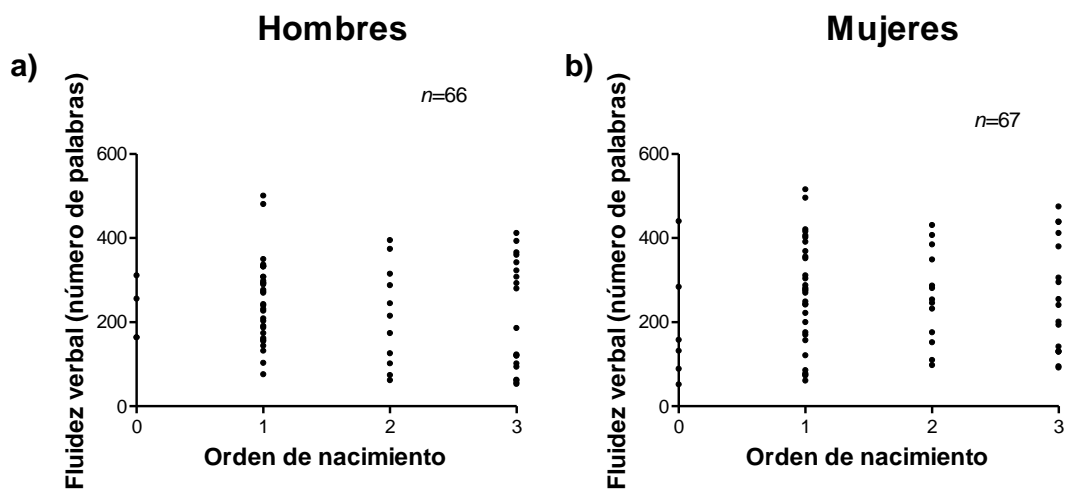 Hombres
a)
n=66
Fluidez verbal (número de palabras)
600
400
200
0
0 1 2 3
Orden de nacimiento
Mujeres
b)
n=67
Fluidez verbal (número de palabras)
600
400
200
0
0 1 2 3
Orden de nacimiento